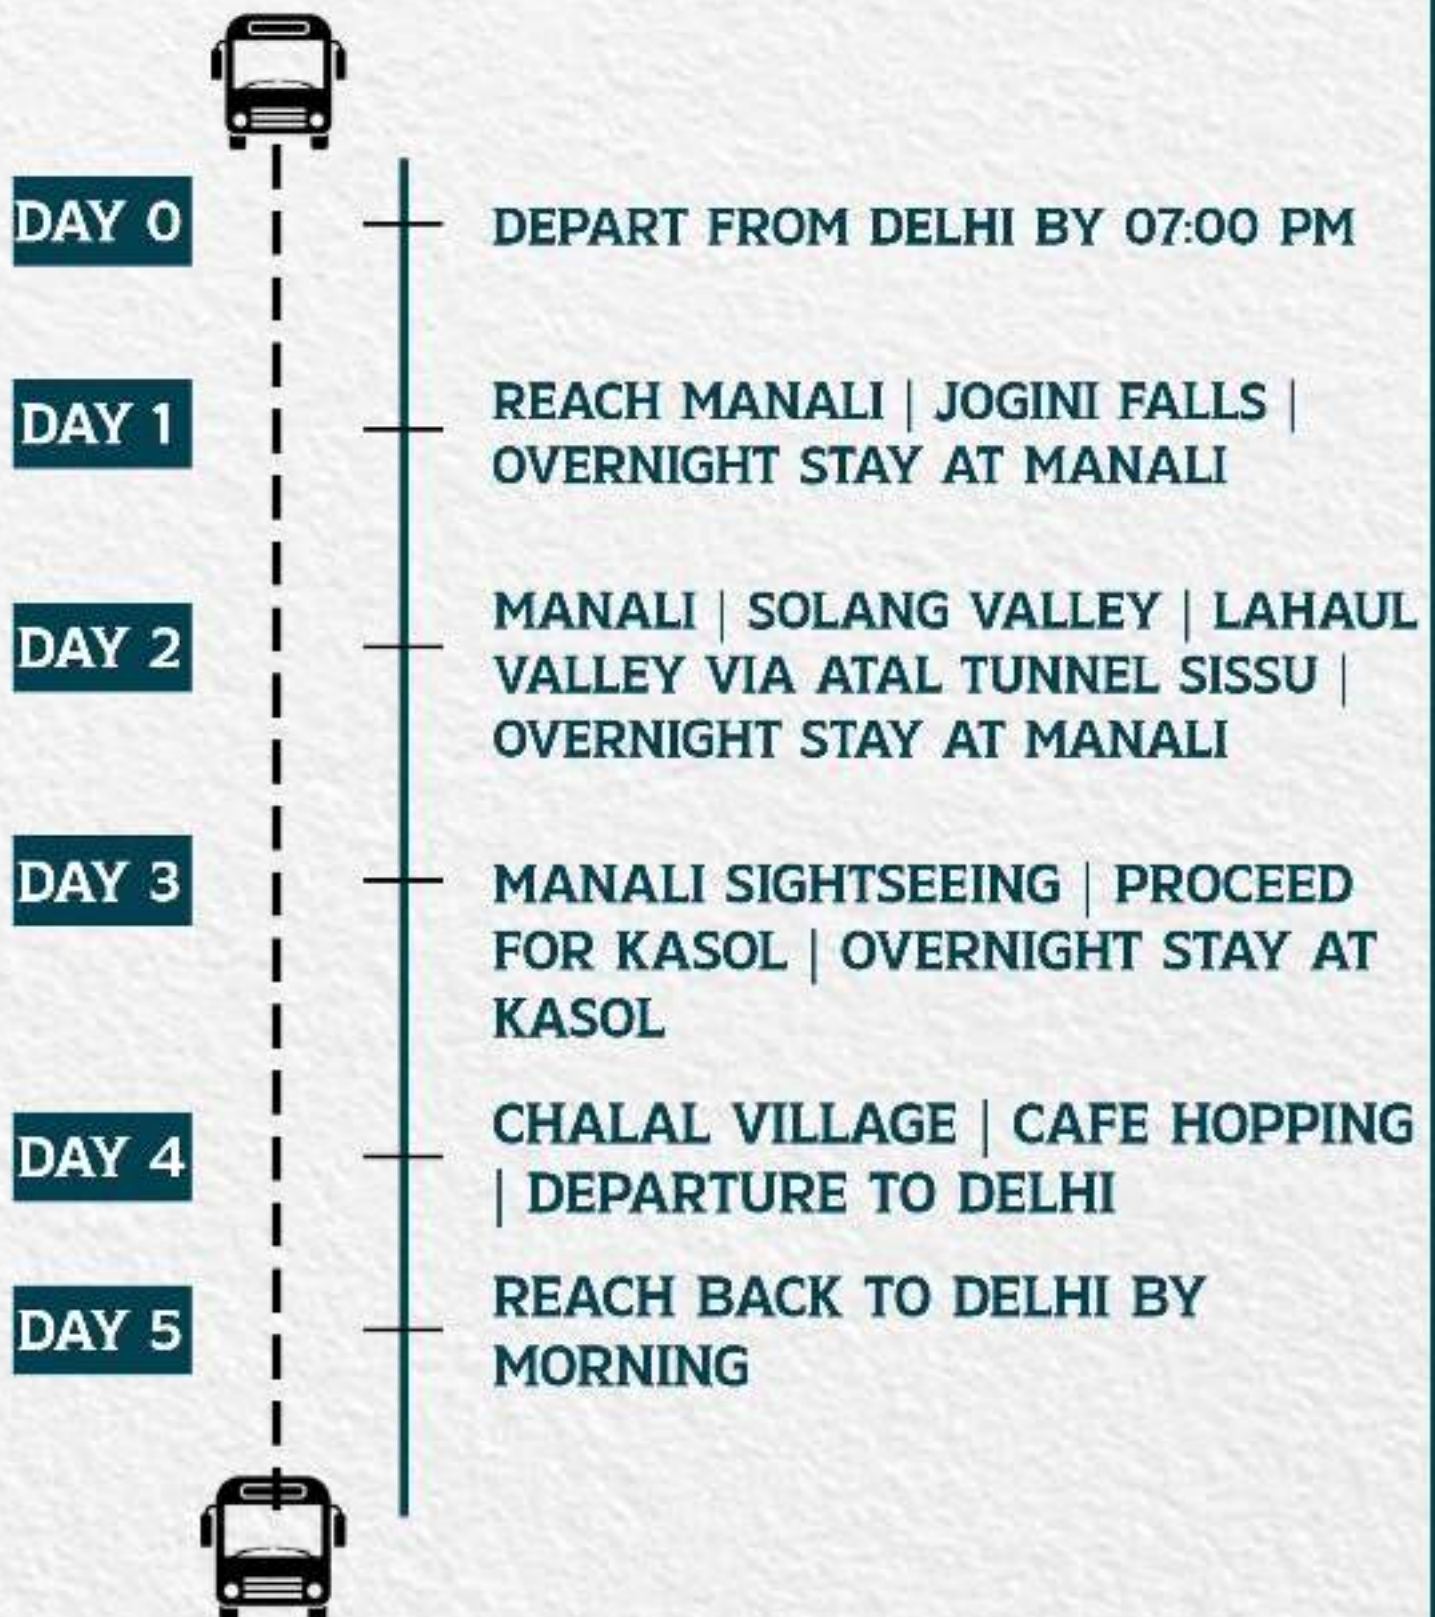 DAY 0
DEPART FROM DELHI BY 07:00 PM
DAY 1
REACH MANALI | JOGINI FALLS |
OVERNIGHT STAY AT MANALI
DAY 2
MANALI | SOLANG VALLEY | LAHAUL
VALLEY VIA ATAL TUNNEL SISSU |
OVERNIGHT STAY AT MANALI
DAY 3
MANALI SIGHTSEEING | PROCEED
FOR KASOL | OVERNIGHT STAY AT
KASOL
DAY 4
CHALAL VILLAGE | CAFE HOPPING
| DEPARTURE TO DELHI
DAY 5
REACH BACK TO DELHI BY
MORNING